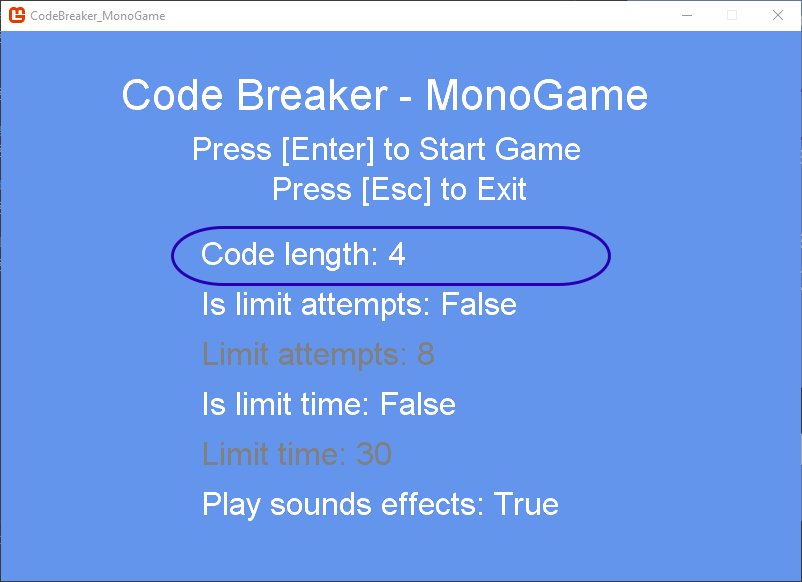 CodeBreaker_MonoGame
Code Breaker - MonoGame
Press [Enter] to Start Game
Press [Esc] to Exit
Code length: 4
Is limit attempts: False
Limit attempts: 8
Is limit time: False
Limit time: 30
Play sounds effects: True